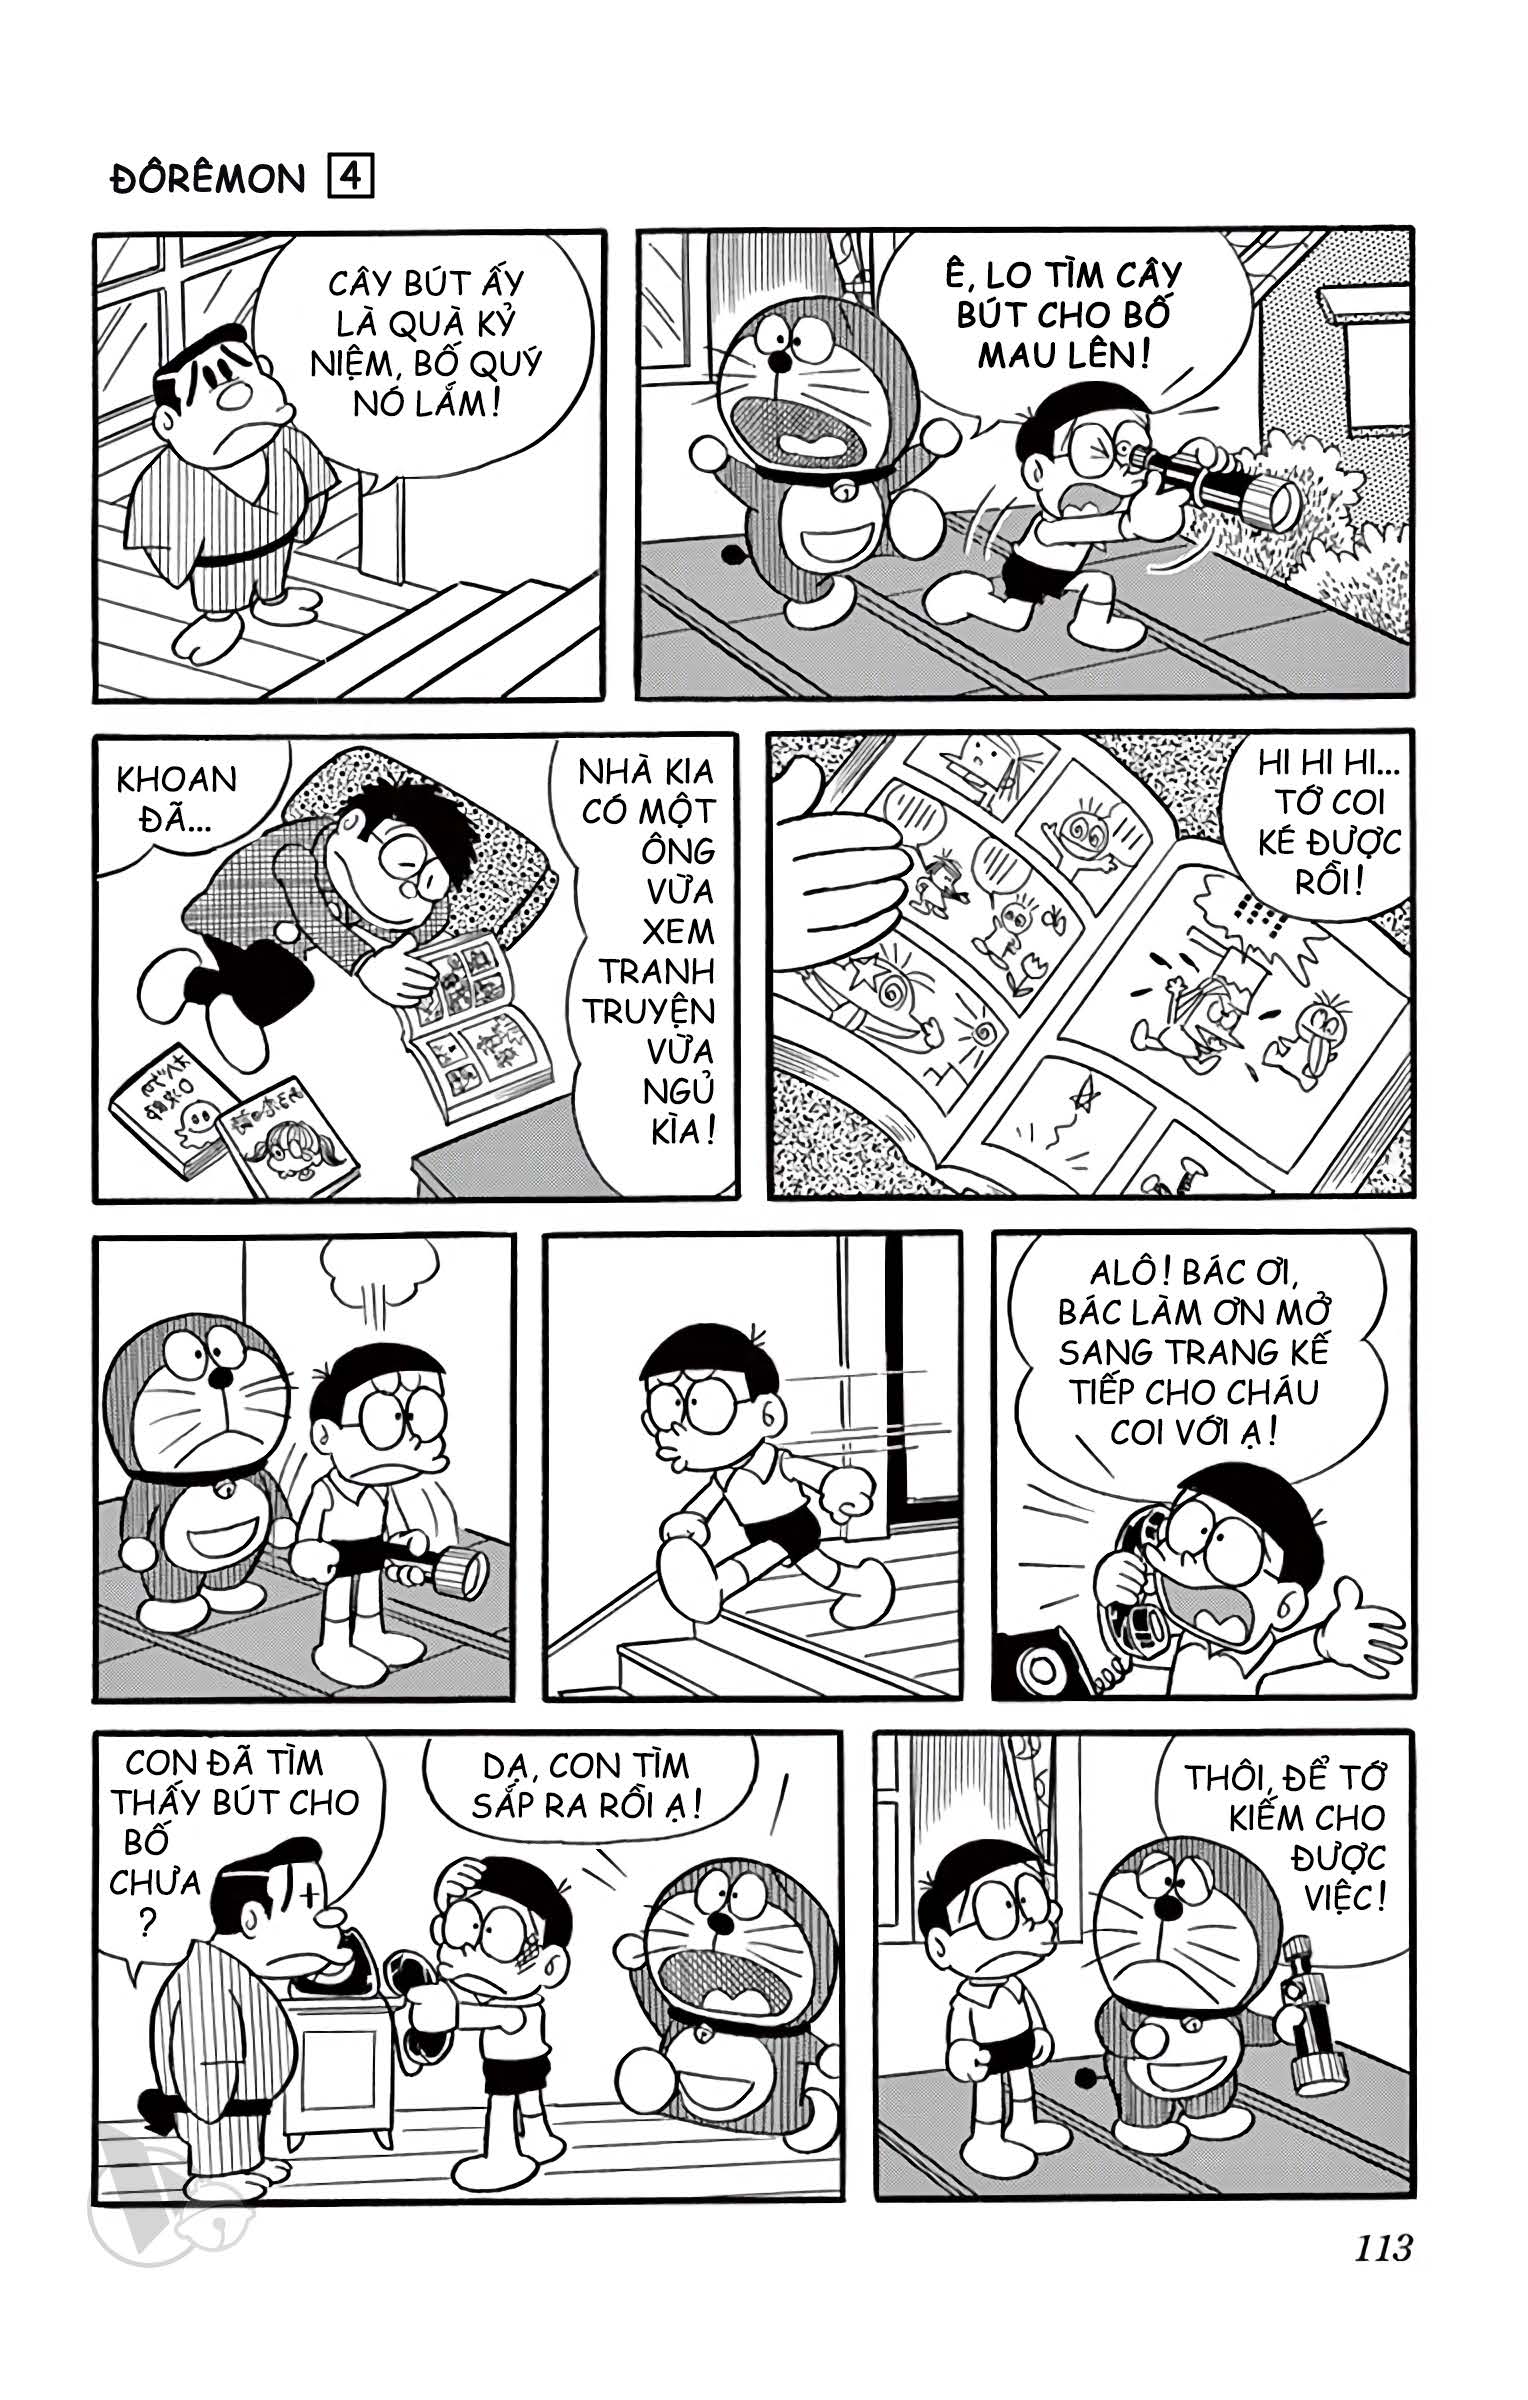 ĐÔRÊMON 4
CÂY BÚT ẤY
LÀ QUÀ KỶ
NIỆM, BỐ QUÝ
NÓ LẮM!
Ê, LO TÌM CÂY
BÚT CHO BỐ
MAU LÊN!
KHOAN
ĐÃ...
NHÀ KIA
CÓ MỘT
ÔNG
VỪA
XEM
TRANH
TRUYỆN
VỪA
NGỦ
KÌA!
HI HI HI...
TỚ COI
KÉ ĐƯỢC
RỒI!
ALÔ! BÁC ƠI,
BÁC LÀM ƠN MỞ
SANG TRANG KẾ
TIẾP CHO CHÁU
COI VỚI Ạ!
CON ĐÃ TÌM
THẤY BÚT CHO
BỐ
CHƯA
?
DẠ, CON TÌM
SẮP RA RỒI Ạ!
THÔI, ĐỂ TỚ
KIẾM CHO
ĐƯỢC
VIỆC!
113